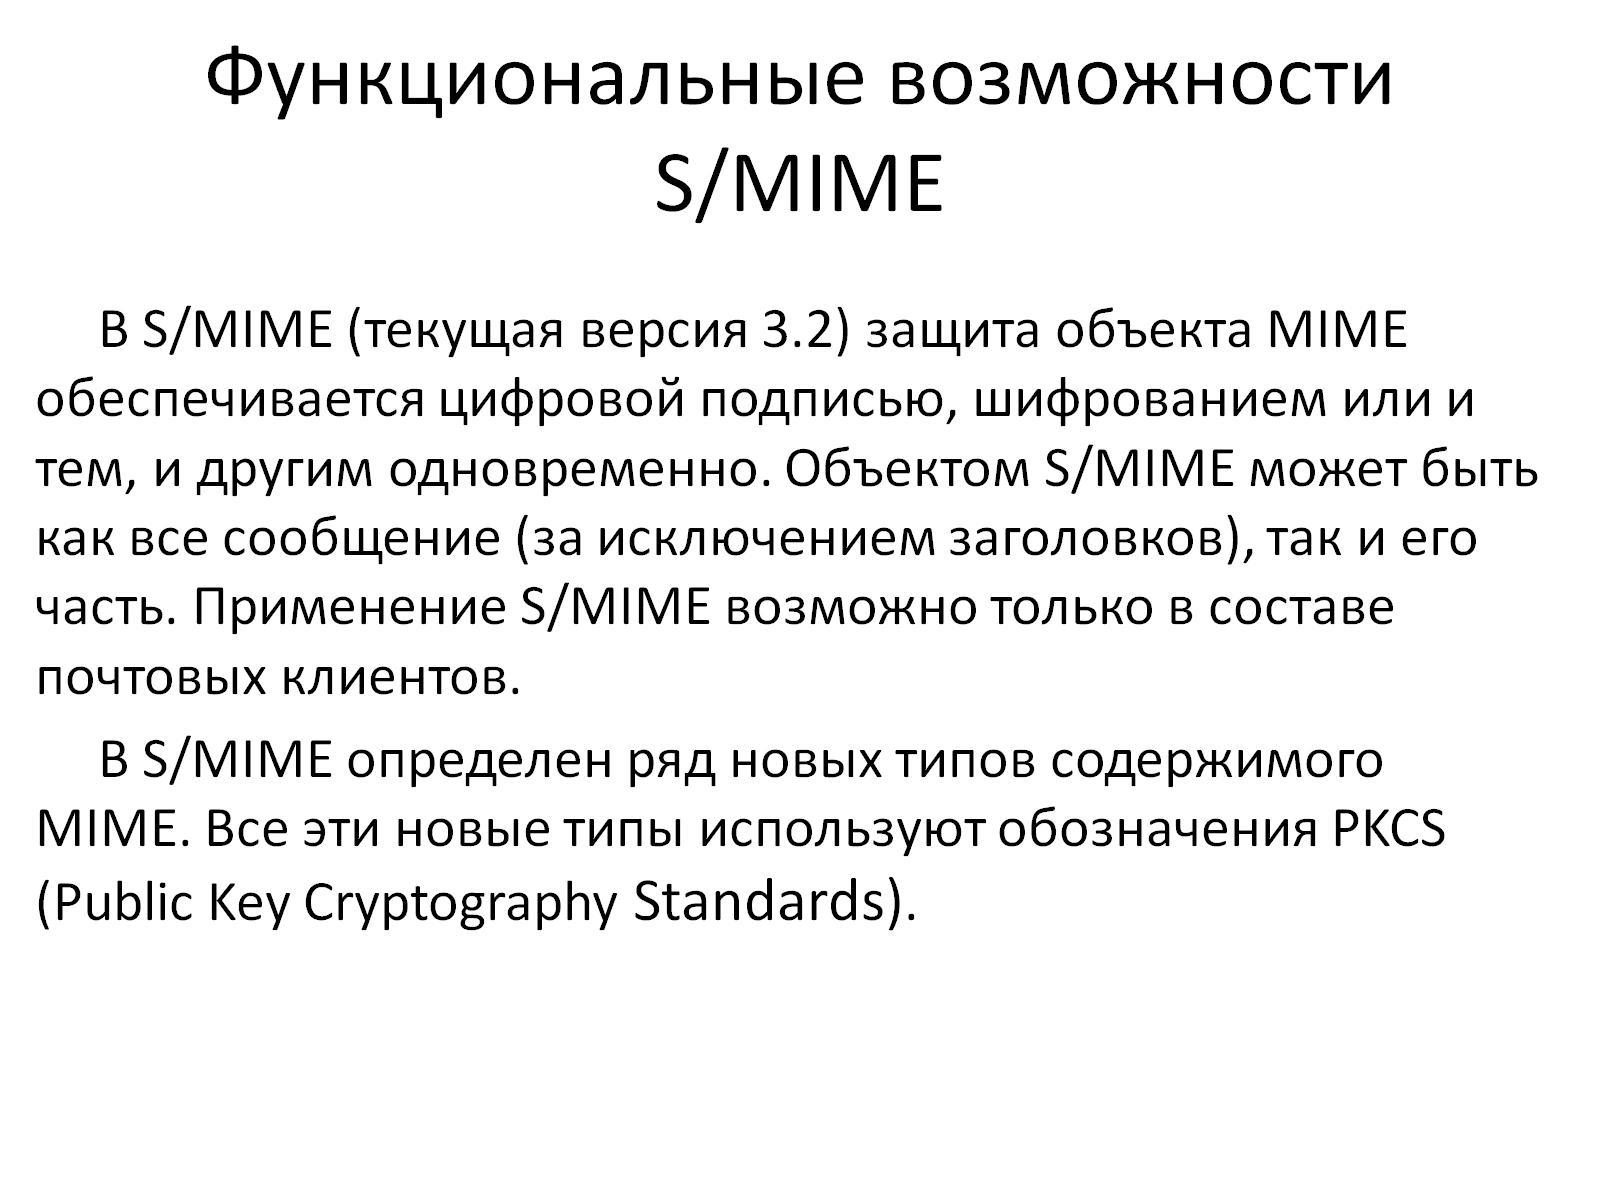 Функциональные возможности
S/MIME
В S/MIME (текущая версия 3.2) защита объекта MIME
обеспечивается цифровой подписью, шифрованием или и
тем, и другим одновременно. Объектом S/MIME может быть
как все сообщение (за исключением заголовков), так и его
часть. Применение S/MIME возможно только в составе
почтовых клиентов.
В S/MIME определен ряд новых типов содержимого
MIME. Все эти новые типы используют обозначения PKCS
(Public Key Cryptography Standards).